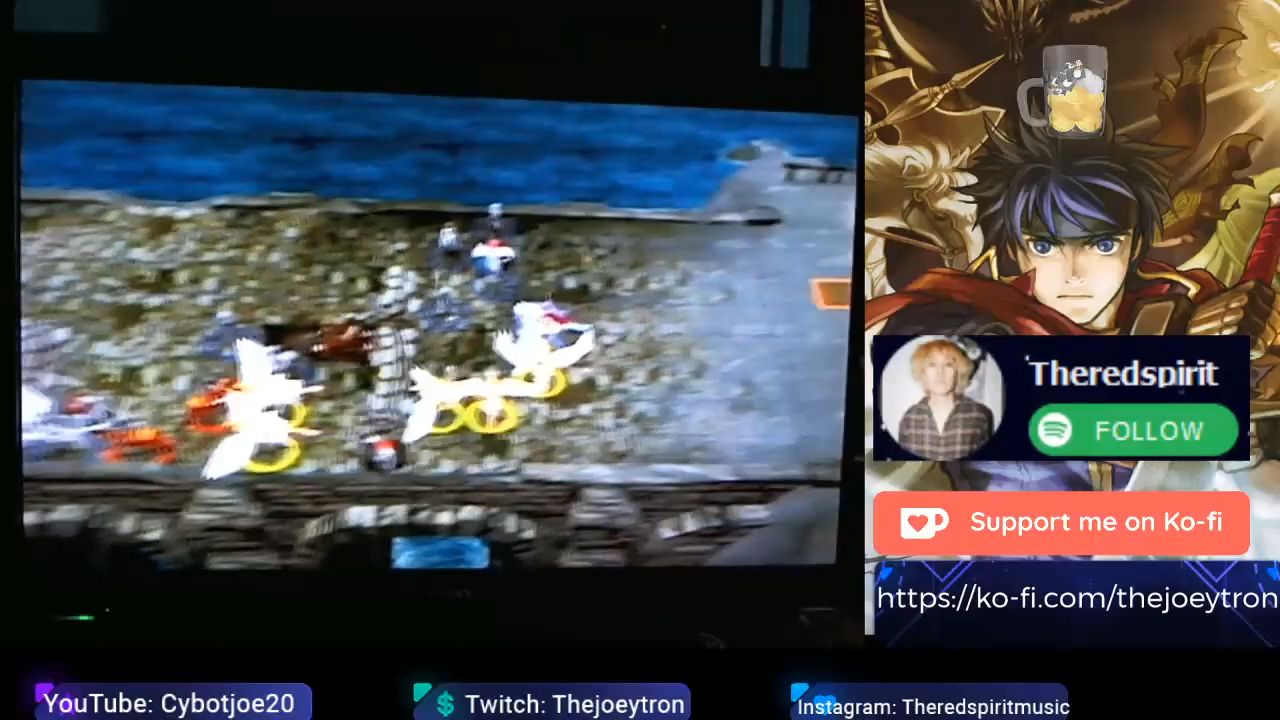 Theredspirit
FOLLOW
Support me on Ko-fi
https://ko-fi.com/thejoeytron
YouTube: Cybotjoe20
$ Twitch: Thejoeytron
Instagram: Theredspiritmusic